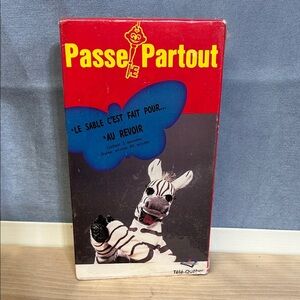 Passe Partout
*LE SABLE C'EST FAIT POUR...
*AU REVOIR
Télé-Québec